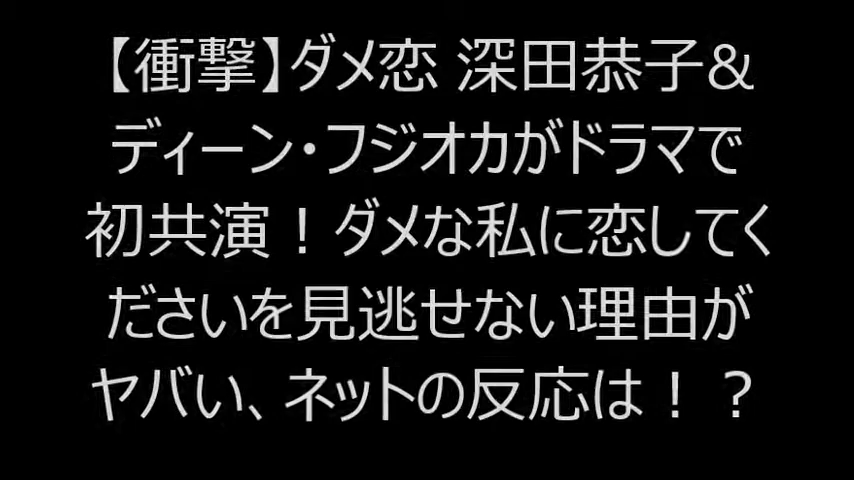 【衝撃】ダメ恋 深田恭子&
ディーン・フジオカがドラマで
初共演！ダメな私に恋してく
ださいを見逃せない理由が
ヤバい、ネットの反応は！？